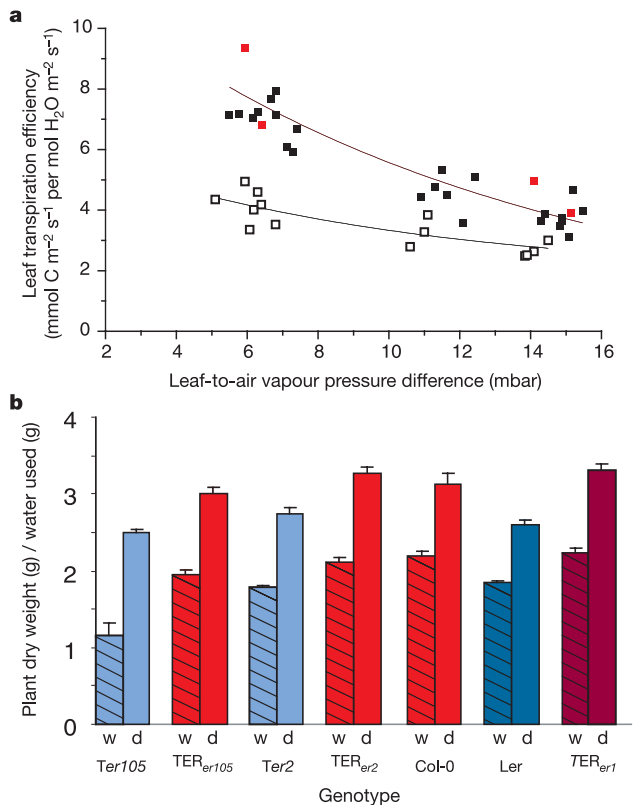 a
Leaf transpiration efficiency
(mmol C m⁻² s⁻¹ per mol H₂O m⁻² s⁻¹)
10
8
6
4
2
0
2 4 6 8 10 12 14 16
Leaf-to-air vapour pressure difference (mbar)
b
Plant dry weight (g) / water used (g)
4
3
2
1
0
w d w d w d w d w d w d w d
Ter105 TERer105 Ter2 TERer2 Col-0 Ler TERer1
Genotype